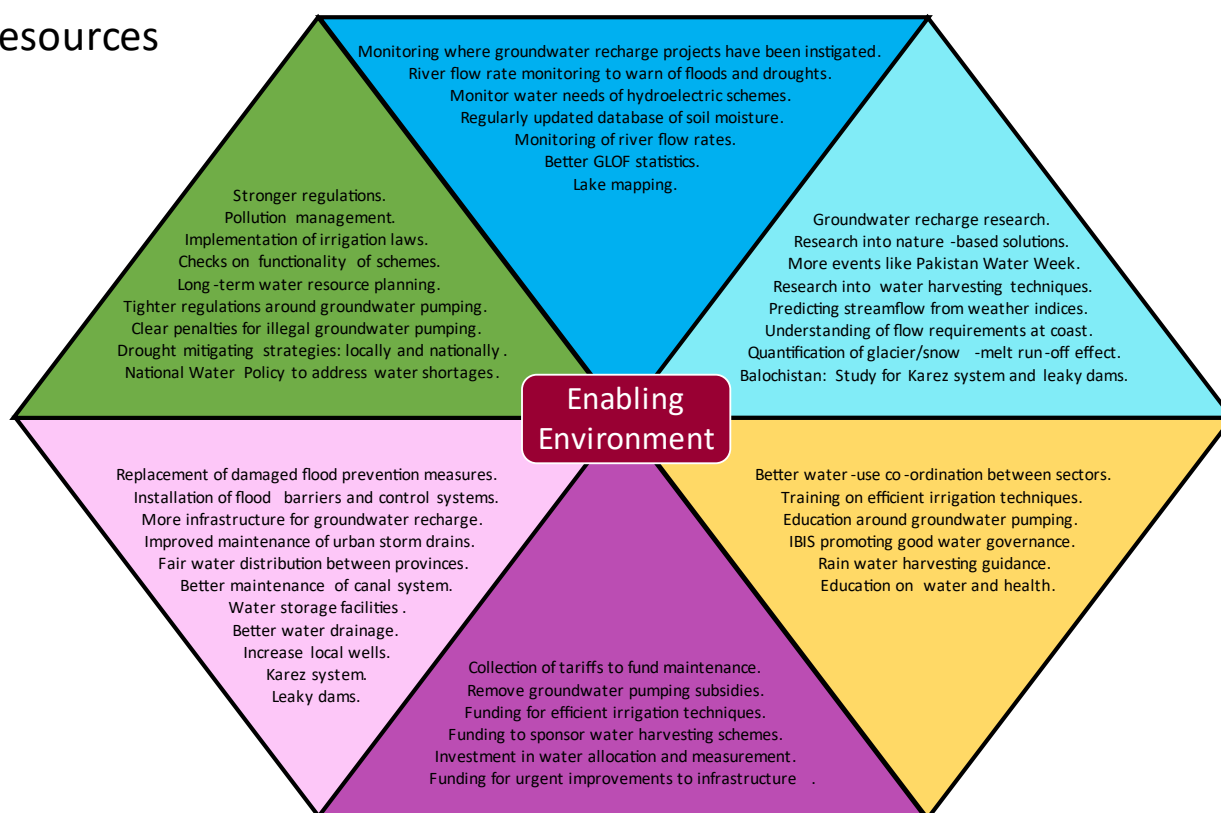 esources
Monitoring where groundwater recharge projects have been instigated.
River flow rate monitoring to warn of floods and droughts.
Monitor water needs of hydroelectric schemes.
Regularly updated database of soil moisture.
Monitoring of river flow rates.
Better GLOF statistics.
Lake mapping.
Stronger regulations.
Pollution management.
Implementation of irrigation laws.
Checks on functionality of schemes.
Long-term water resource planning.
Tighter regulations around groundwater pumping.
Clear penalties for illegal groundwater pumping.
Drought mitigating strategies: locally and nationally.
National Water Policy to address water shortages.
Groundwater recharge research.
Research into nature-based solutions.
More events like Pakistan Water Week.
Research into water harvesting techniques.
Predicting streamflow from weather indices.
Understanding of flow requirements at coast.
Quantification of glacier/snow-melt run-off effect.
Balochistan: Study for Karez system and leaky dams.
Enabling
Environment
Replacement of damaged flood prevention measures.
Installation of flood barriers and control systems.
More infrastructure for groundwater recharge.
Improved maintenance of urban storm drains.
Fair water distribution between provinces.
Better maintenance of canal system.
Water storage facilities.
Better water drainage.
Increase local wells.
Karez system.
Leaky dams.
Better water-use co-ordination between sectors.
Training on efficient irrigation techniques.
Education around groundwater pumping.
IBIS promoting good water governance.
Rain water harvesting guidance.
Education on water and health.
Collection of tariffs to fund maintenance.
Remove groundwater pumping subsidies.
Funding for efficient irrigation techniques.
Funding to sponsor water harvesting schemes.
Investment in water allocation and measurement.
Funding for urgent improvements to infrastructure.